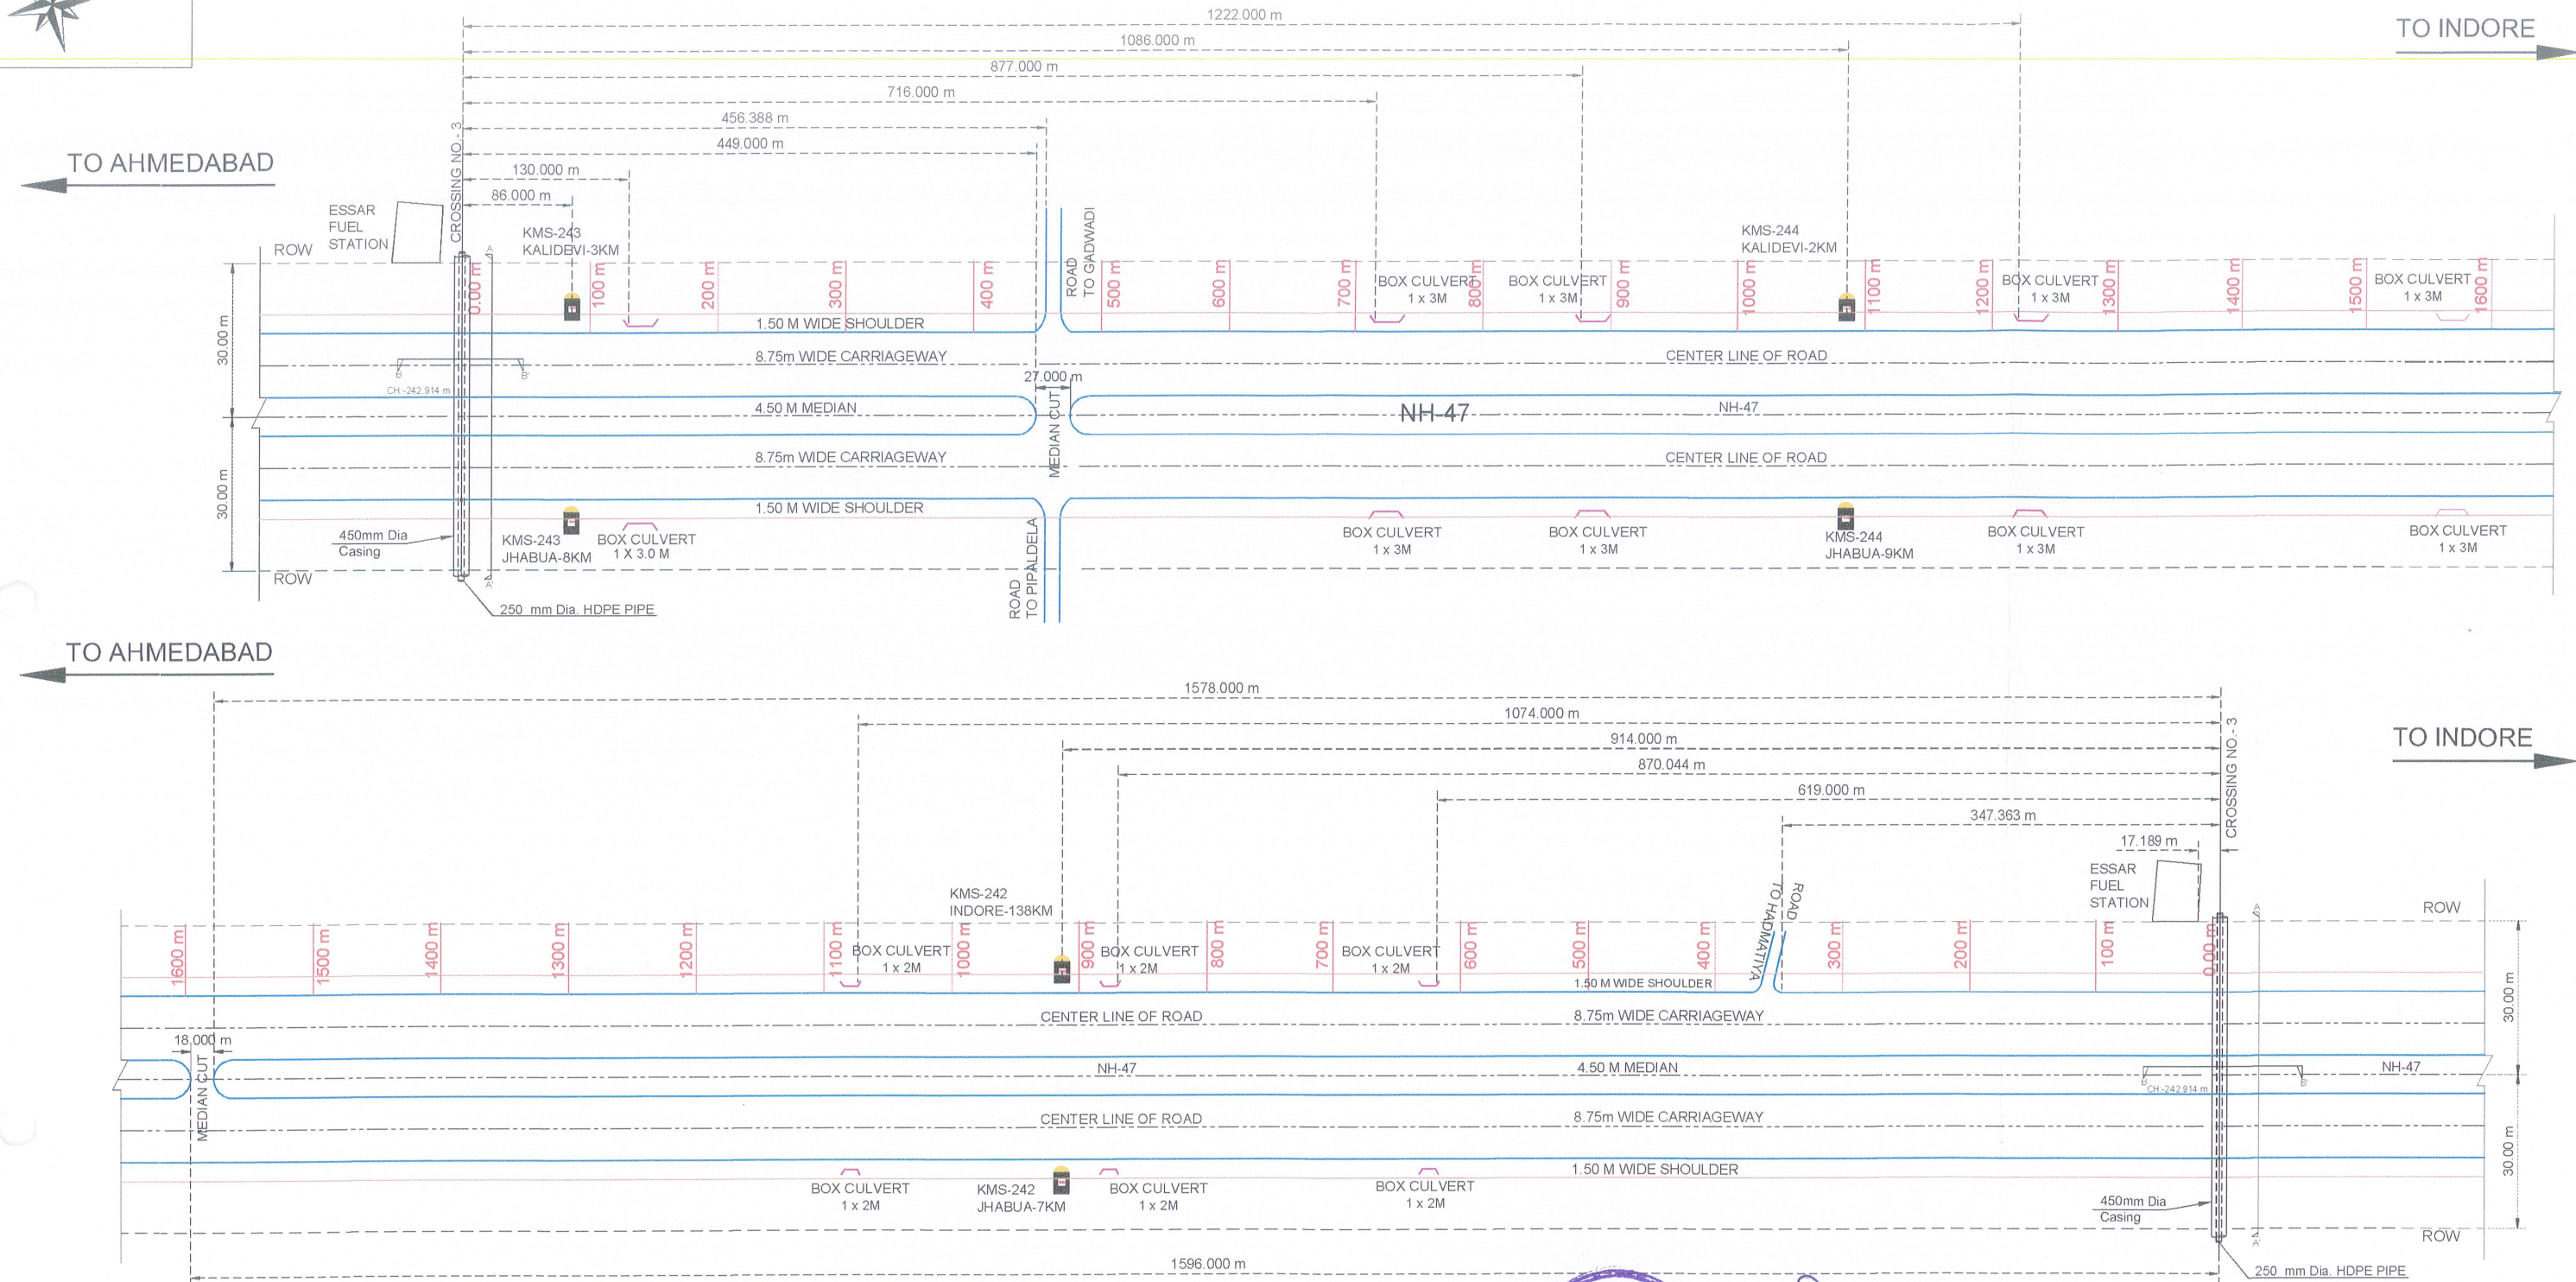 1222.000 m
TO INDORE
1086.000 m
877.000 m
716.000 m
456.388 m
449.000 m
TO AHMEDABAD
130.000 m
86.000 m
CROSSING NO.- 3
ESSAR
FUEL
STATION
ROW
KMS-243
KALIDEVI-3KM
ROAD
TO GADWADI
KMS-244
KALIDEVI-2KM
A
0.00 m
100 m
200 m
300 m
400 m
500 m
600 m
700 m
800 m
900 m
1000 m
1100 m
1200 m
1300 m
1400 m
1500 m
1600 m
BOX CULVERT
1 x 3M
BOX CULVERT
1 x 3M
BOX CULVERT
1 x 3M
BOX CULVERT
1 x 3M
30.00 m
1.50 M WIDE SHOULDER
8.75m WIDE CARRIAGEWAY
CENTER LINE OF ROAD
B
B'
CH:-242.914 m
27.000 m
4.50 M MEDIAN
MEDIAN CUT
NH-47
NH-47
8.75m WIDE CARRIAGEWAY
CENTER LINE OF ROAD
30.00 m
1.50 M WIDE SHOULDER
450mm Dia
Casing
KMS-243
JHABUA-8KM
BOX CULVERT
1 X 3.0 M
BOX CULVERT
1 x 3M
BOX CULVERT
1 x 3M
KMS-244
JHABUA-9KM
BOX CULVERT
1 x 3M
BOX CULVERT
1 x 3M
ROW
A'
ROAD
TO PIPALDELA
250 mm Dia. HDPE PIPE
TO AHMEDABAD
1578.000 m
1074.000 m
914.000 m
TO INDORE
870.044 m
619.000 m
347.363 m
17.189 m
CROSSING NO.- 3
ESSAR
FUEL
STATION
KMS-242
INDORE-138KM
ROAD
TO HADMATIYA
A
ROW
1600 m
1500 m
1400 m
1300 m
1200 m
1100 m
1000 m
900 m
800 m
700 m
600 m
500 m
400 m
300 m
200 m
100 m
0.00 m
BOX CULVERT
1 x 2M
BOX CULVERT
1 x 2M
BOX CULVERT
1 x 2M
1.50 M WIDE SHOULDER
30.00 m
CENTER LINE OF ROAD
8.75m WIDE CARRIAGEWAY
18.000 m
MEDIAN CUT
NH-47
4.50 M MEDIAN
NH-47
B
B'
CH:-242.914 m
CENTER LINE OF ROAD
8.75m WIDE CARRIAGEWAY
30.00 m
1.50 M WIDE SHOULDER
BOX CULVERT
1 x 2M
KMS-242
JHABUA-7KM
BOX CULVERT
1 x 2M
BOX CULVERT
1 x 2M
450mm Dia
Casing
A'
ROW
1596.000 m
250 mm Dia. HDPE PIPE